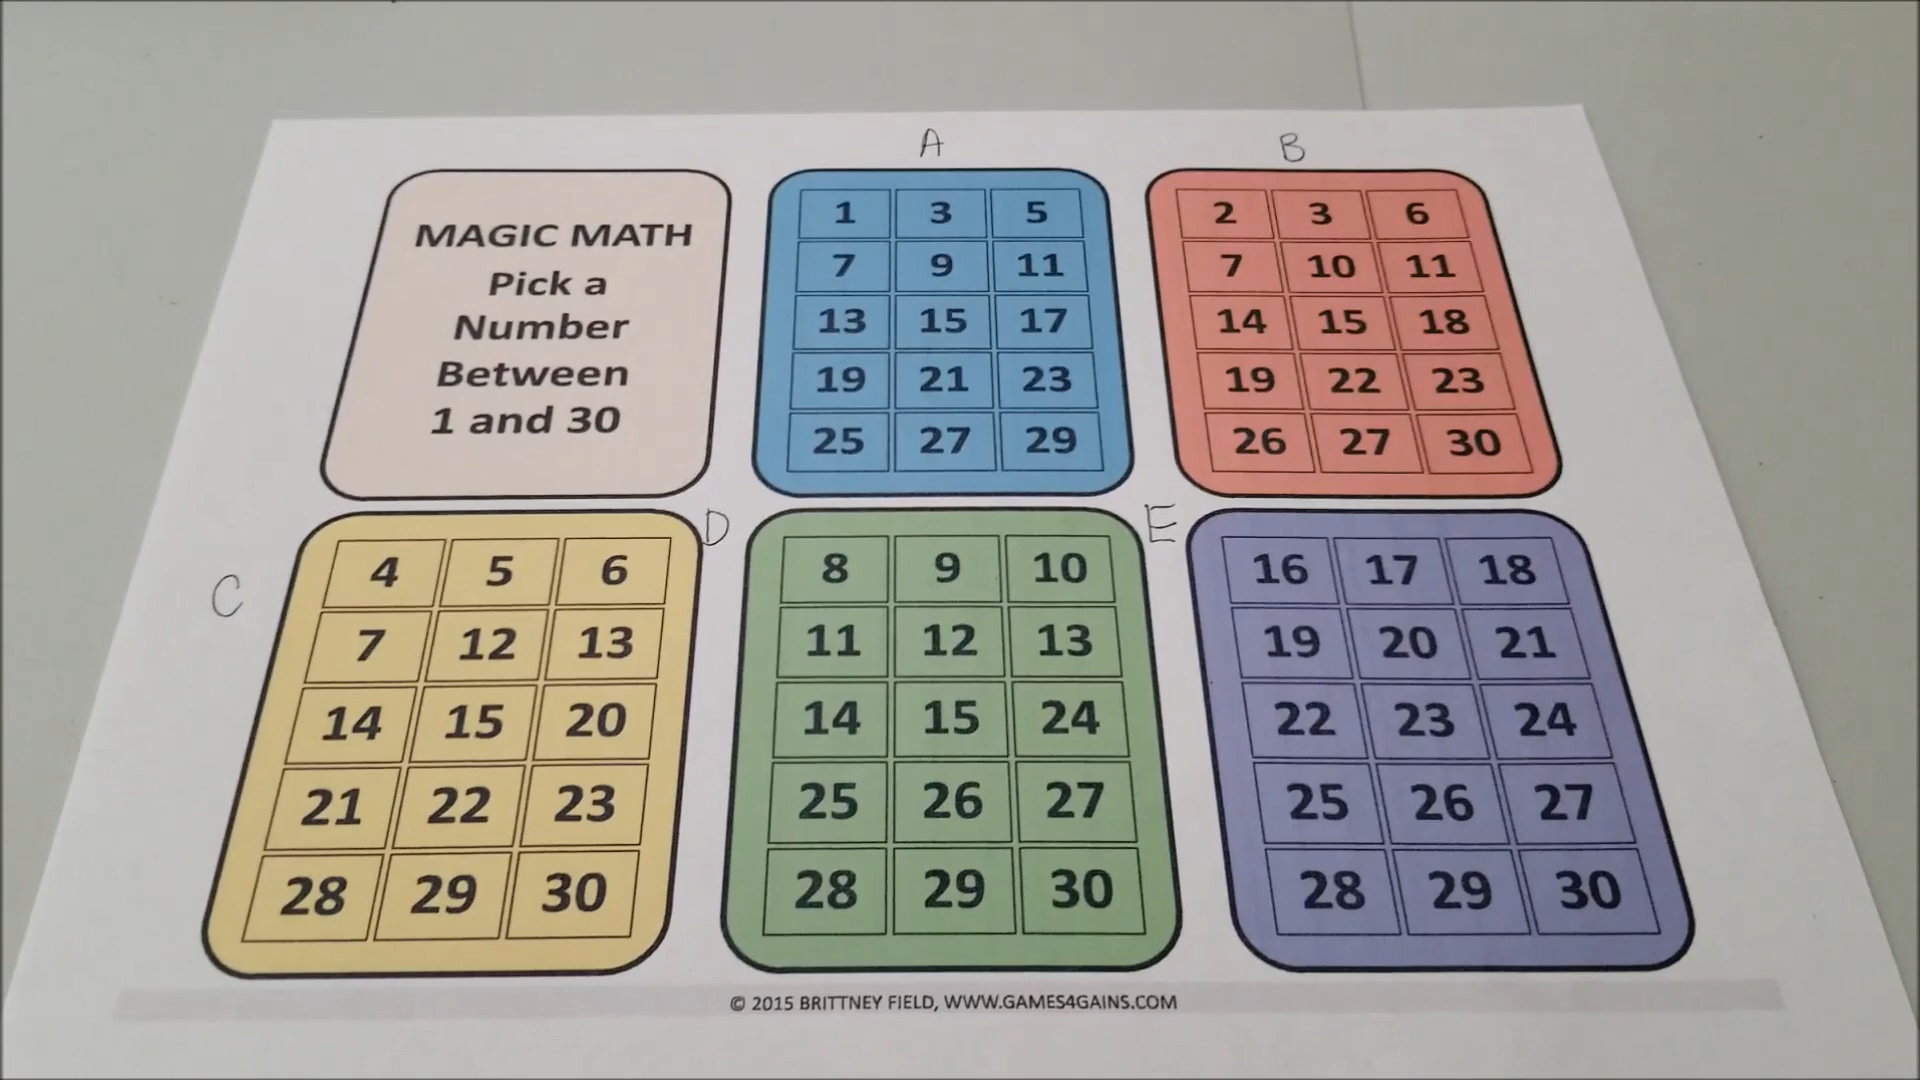 A
B
MAGIC MATH
Pick a
Number
Between
1 and 30
1 3 5
7 9 11
13 15 17
19 21 23
25 27 29
2 3 6
7 10 11
14 15 18
19 22 23
26 27 30
C
D
E
4 5 6
7 12 13
14 15 20
21 22 23
28 29 30
8 9 10
11 12 13
14 15 24
25 26 27
28 29 30
16 17 18
19 20 21
22 23 24
25 26 27
28 29 30
© 2015 BRITTNEY FIELD, WWW.GAMES4GAINS.COM